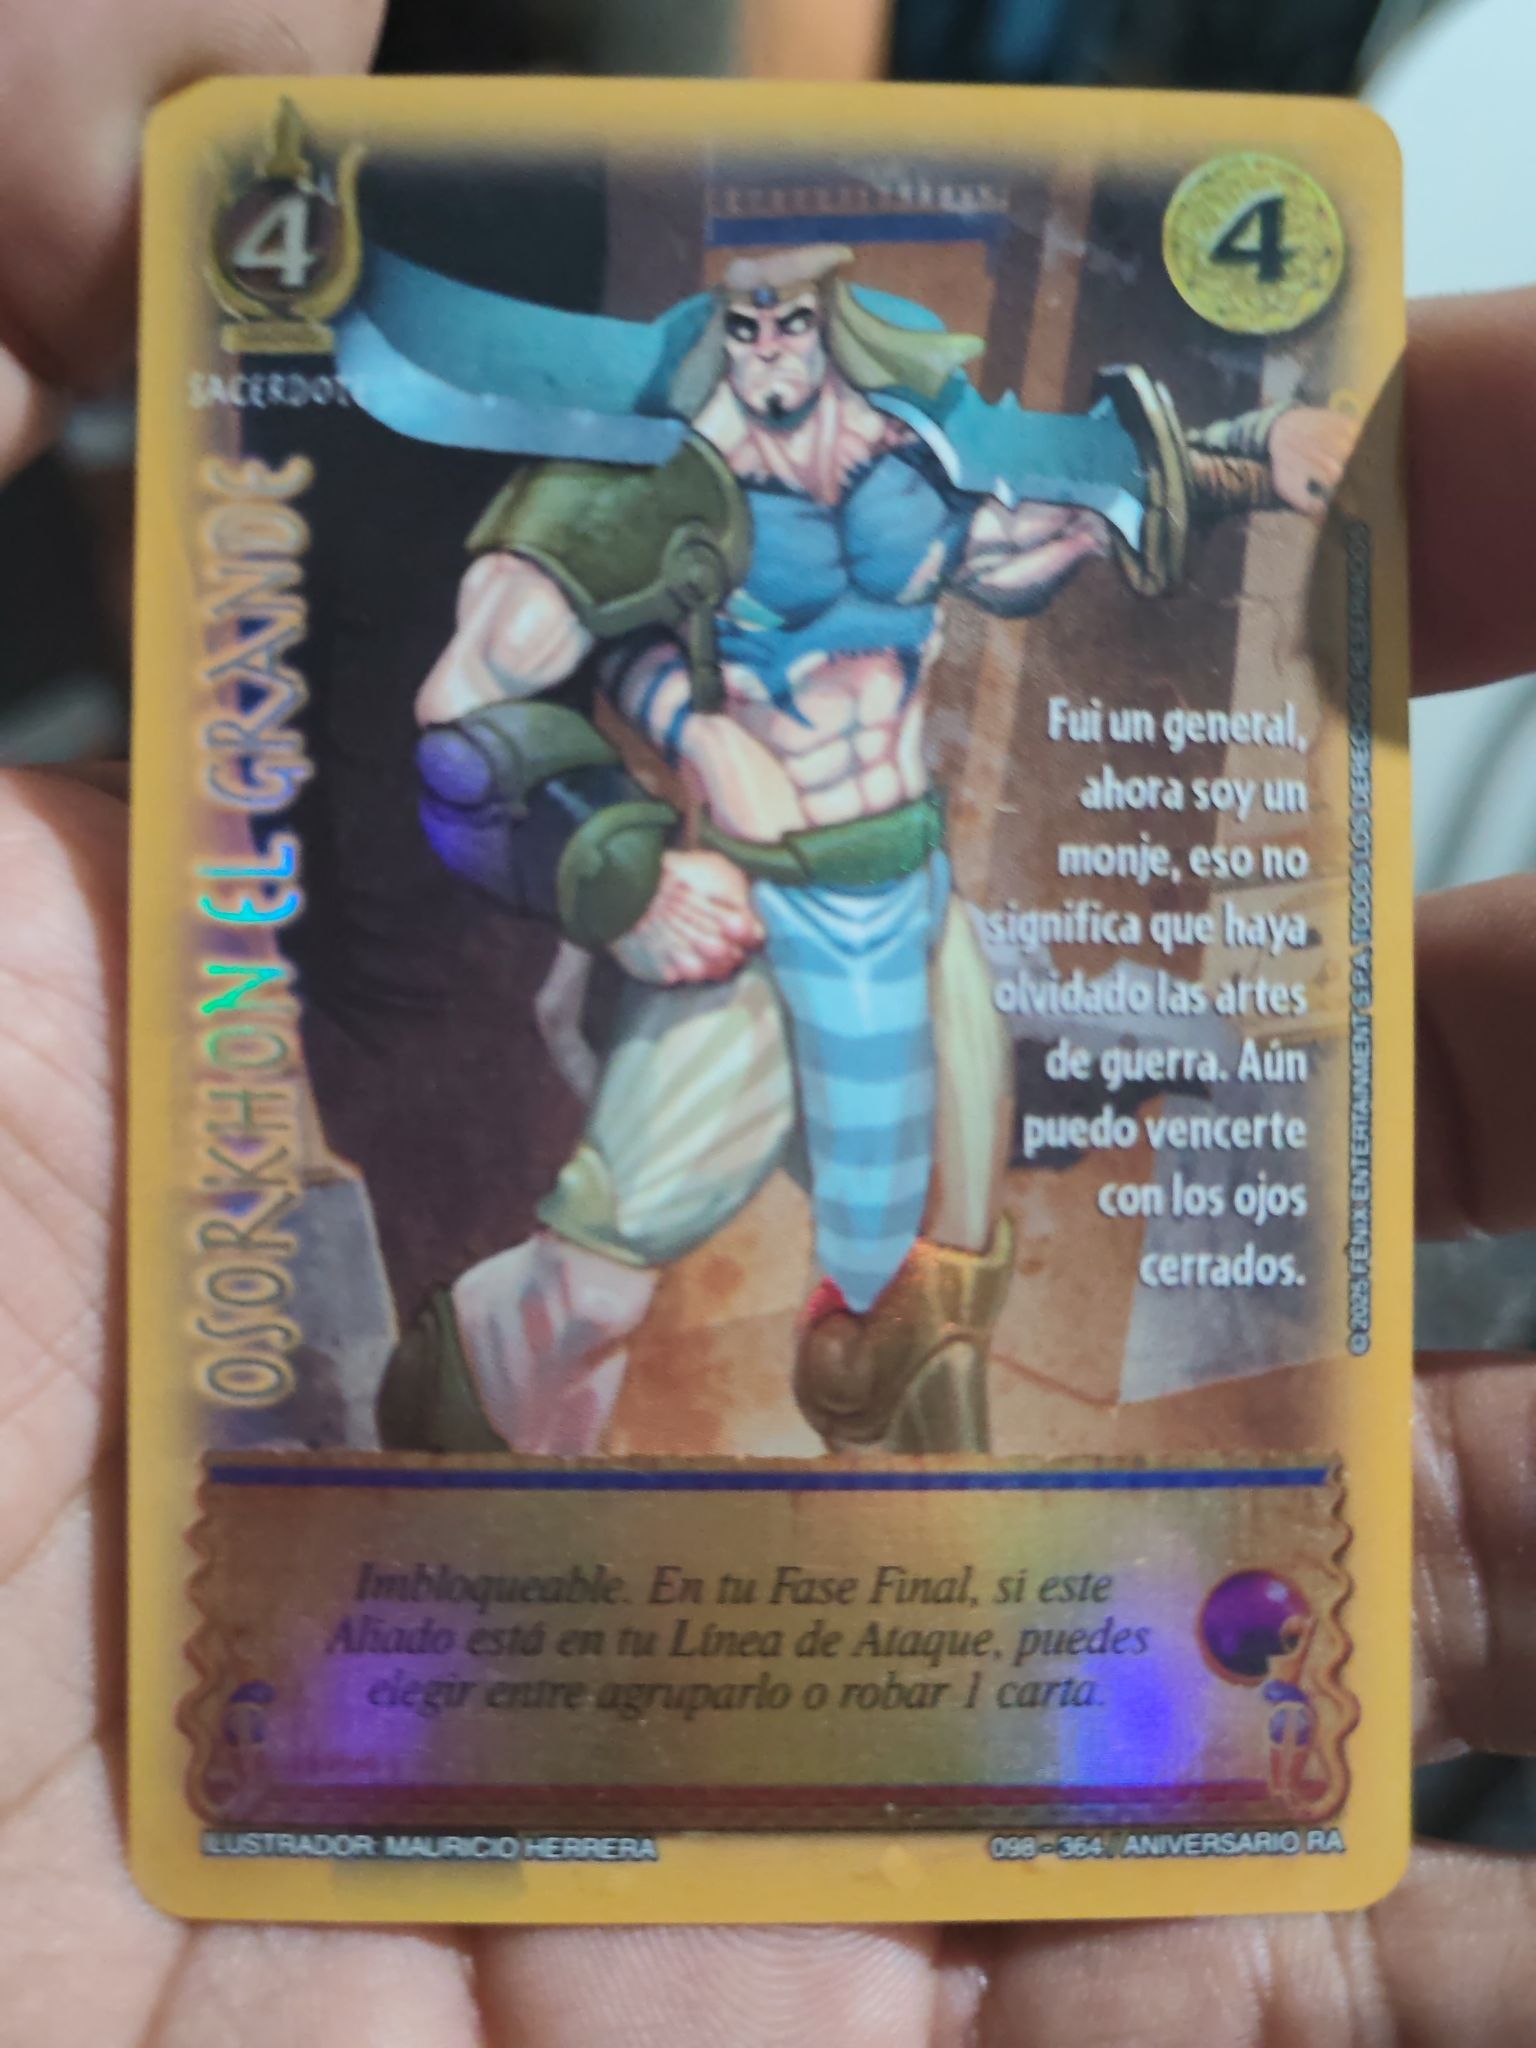 4
4
SACERDOTE
OSORKHON EL GRANDE
Fui un general,
ahora soy un
monje, eso no
significa que haya
olvidado las artes
de guerra. Aún
puedo vencerte
con los ojos
cerrados.
© 2025 FÉNIX ENTERTAINMENT S.P.A. TODOS LOS DERECHOS RESERVADOS
Imbloqueable. En tu Fase Final, si este
Aliado está en tu Línea de Ataque, puedes
elegir entre agruparlo o robar 1 carta.
ILUSTRADOR: MAURICIO HERRERA
098 - 364 / ANIVERSARIO RA